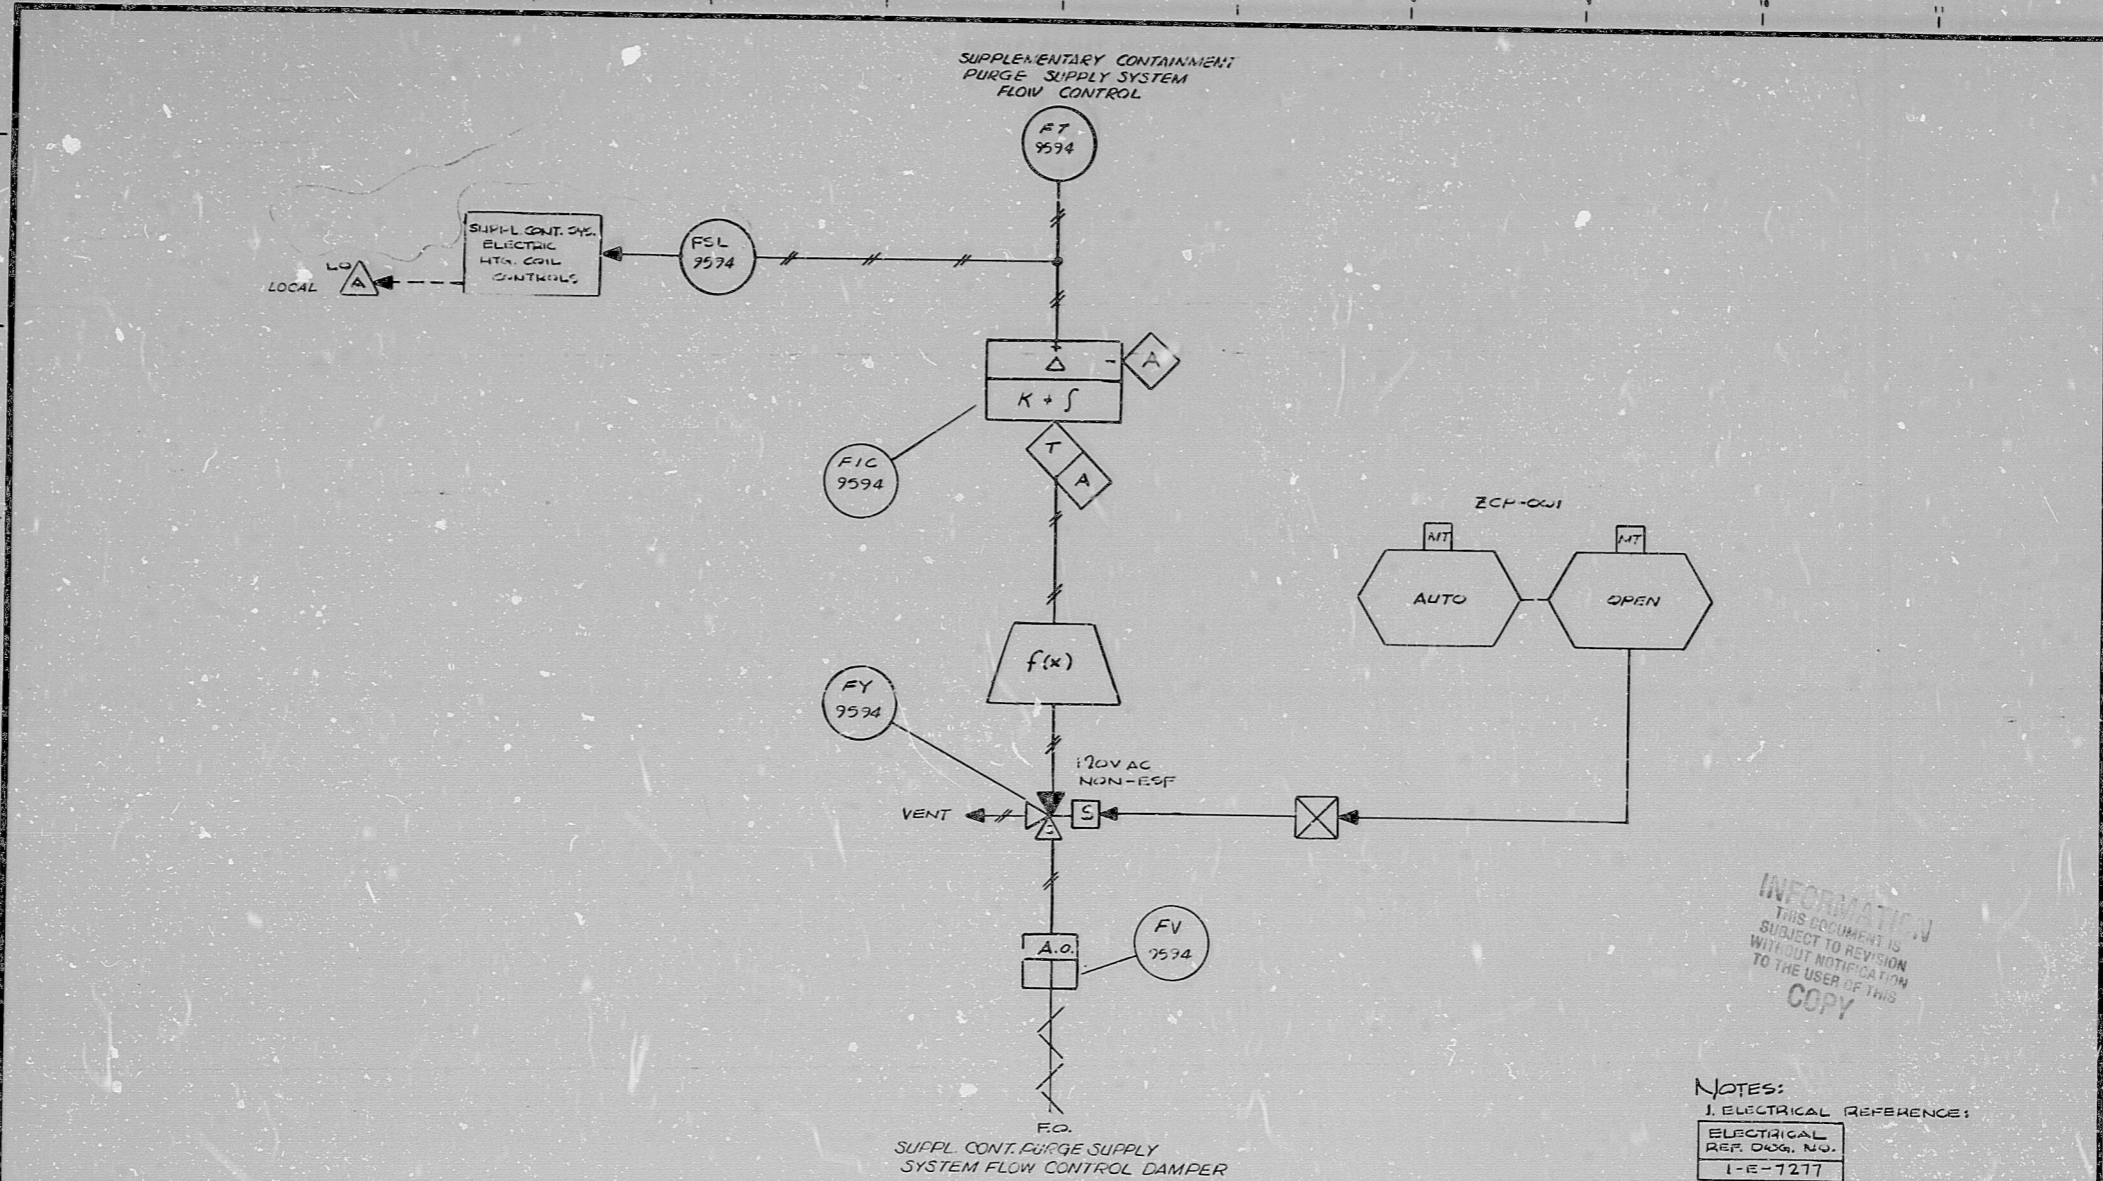 SUPPLEMENTARY CONTAINMENT
PURGE SUPPLY SYSTEM
FLOW CONTROL
FT
9594
SUPPL. CONT. SYS.
ELECTRIC
HTG. COIL
CONTROLS
FSL
9594
LO
A
LOCAL
Δ
-
A
K + ∫
T
A
FIC
9594
MT
MT
AUTO
OPEN
f(x)
FY
9594
120V AC
NON-ESF
VENT
S
A.O.
FV
9594
F.O.
SUPPL. CONT. PURGE SUPPLY
SYSTEM FLOW CONTROL DAMPER
INFORMATION
THIS DOCUMENT IS
SUBJECT TO REVISION
WITHOUT NOTIFICATION
TO THE USER OF THIS
COPY
NOTES:
1. ELECTRICAL REFERENCE:
ELECTRICAL
REF. DWG. NO.
1-E-7277